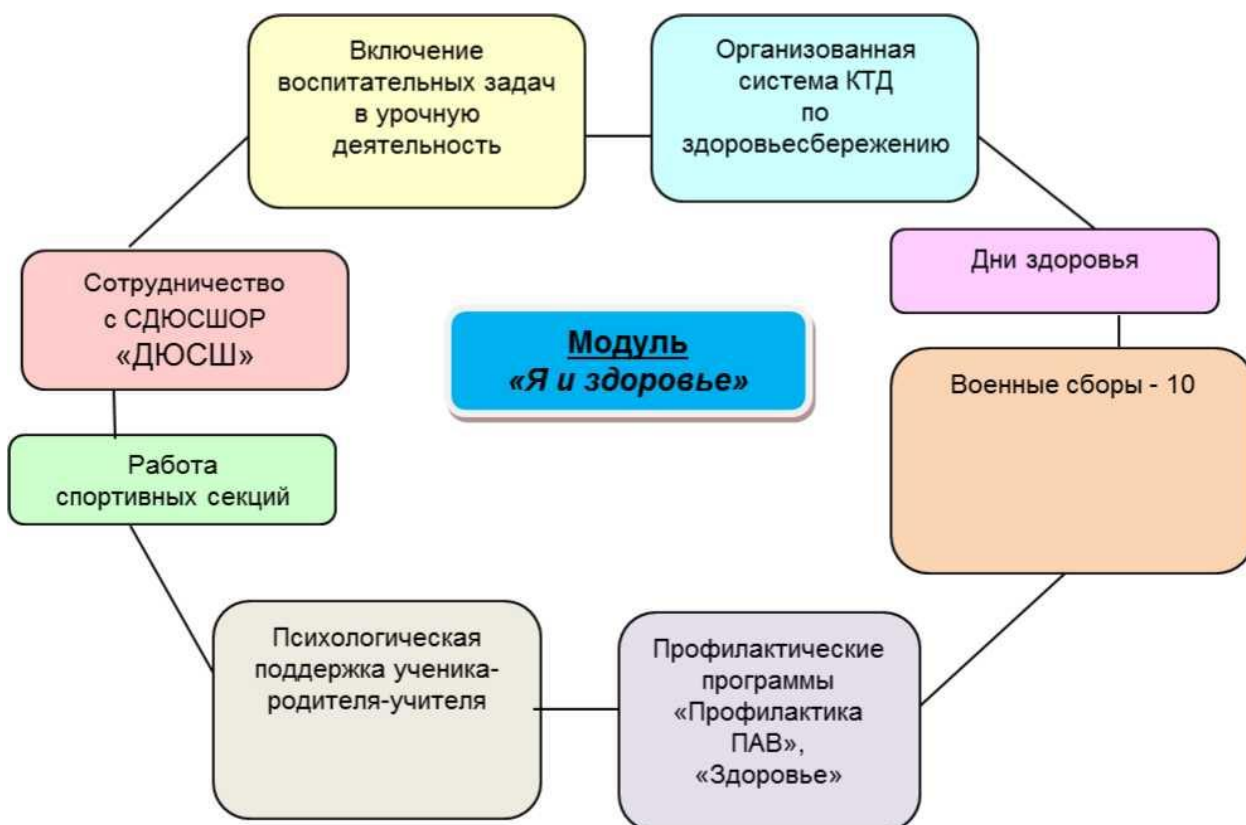 Включение
воспитательных задач
в урочную
деятельность
Организованная
система КТД
по
здоровьесбережению
Дни здоровья
Сотрудничество
с СДЮСШОР
«ДЮСШ»
Модуль
«Я и здоровье»
Военные сборы - 10
Работа
спортивных секций
Психологическая
поддержка ученика-
родителя-учителя
Профилактические
программы
«Профилактика
ПАВ»,
«Здоровье»